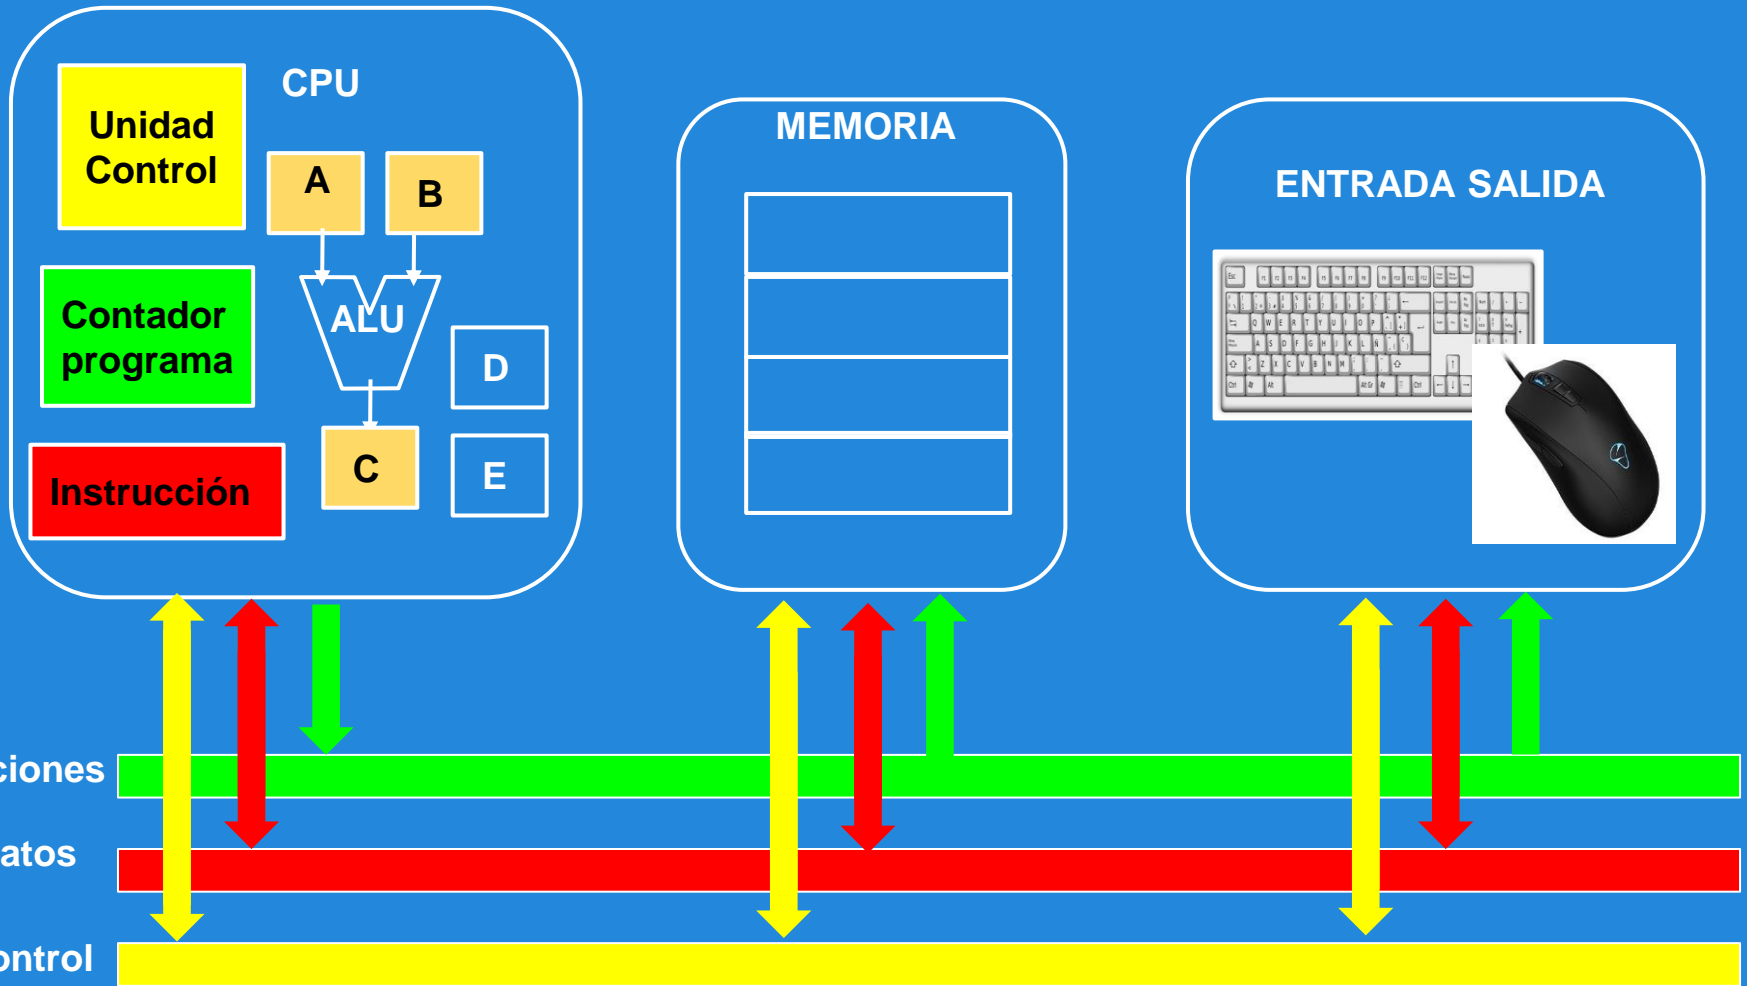 CPU
Unidad
Control
A
B
Contador
programa
ALU
D
Instrucción
C
E
MEMORIA
ENTRADA SALIDA
ciones
atos
ontrol